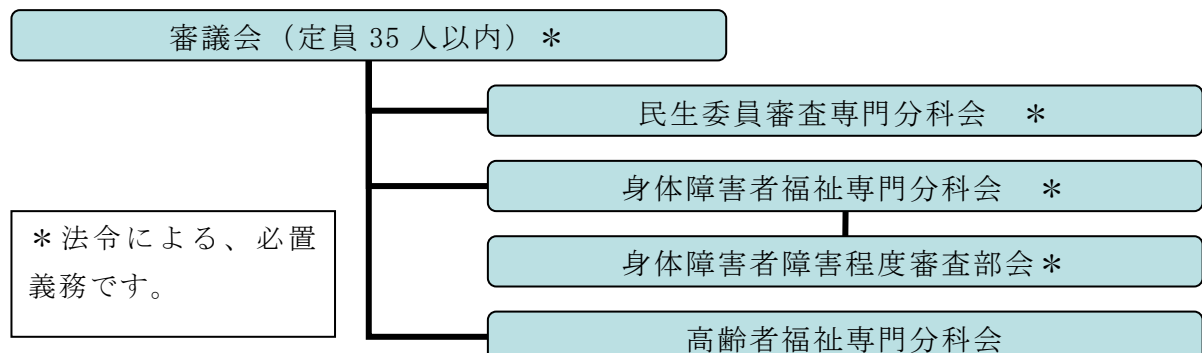 審議会（定員 35 人以内）＊
民生委員審査専門分科会　＊
身体障害者福祉専門分科会　＊
＊法令による、必置
義務です。
身体障害者障害程度審査部会＊
高齢者福祉専門分科会